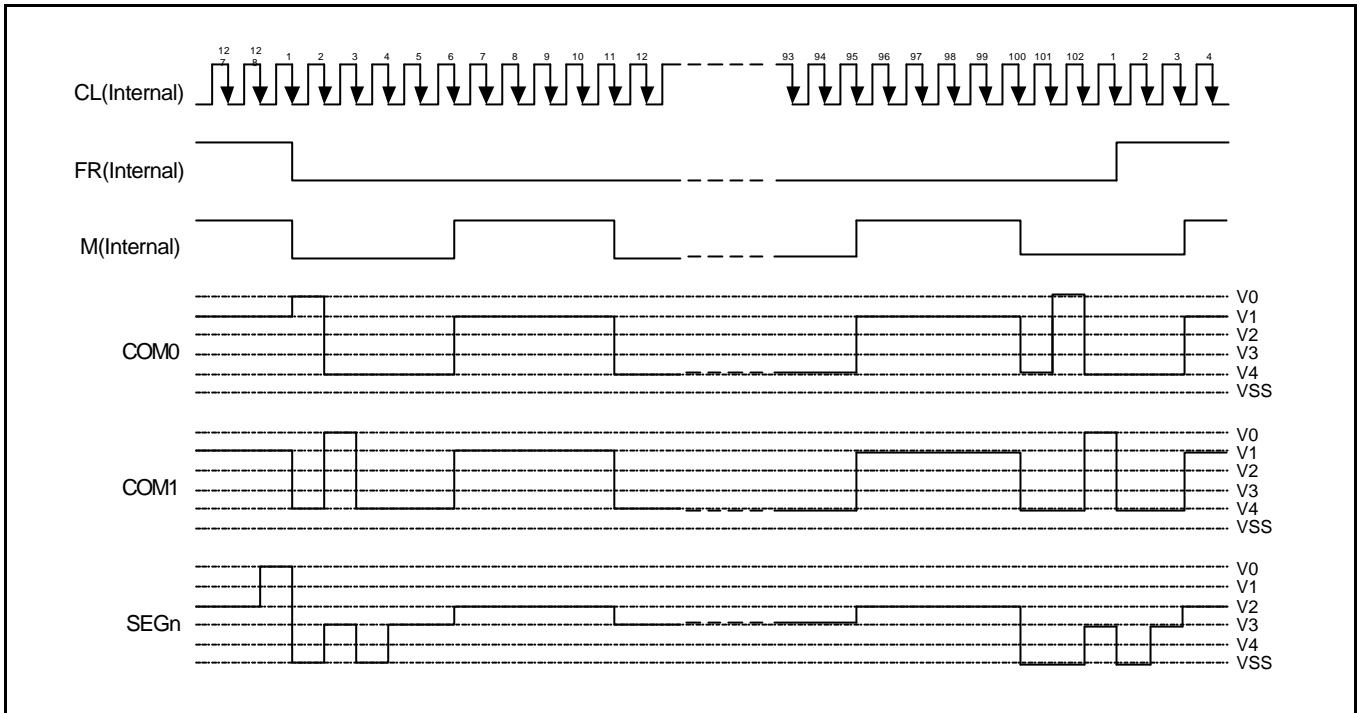 127 128 1 2 3 4 5 6 7 8 9 10 11 12 93 94 95 96 97 98 99 100 101 102 1 2 3 4
CL(Internal)
FR(Internal)
M(Internal)
COM0
V0
V1
V2
V3
V4
VSS
COM1
V0
V1
V2
V3
V4
VSS
SEGn
V0
V1
V2
V3
V4
VSS